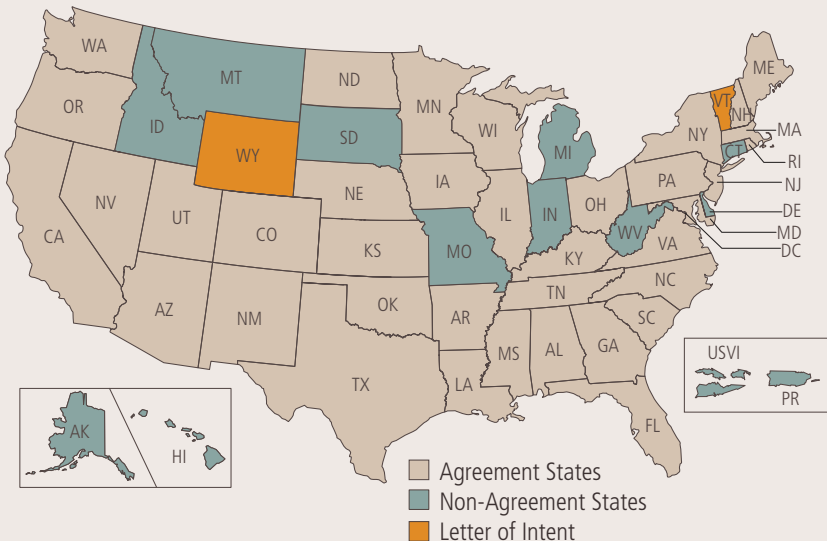 WA
MT
ND
MN
ME
VT
NH
OR
ID
SD
WI
NY
MA
WY
MI
CT
RI
NV
NE
IA
PA
NJ
UT
IL
IN
OH
DE
CA
CO
KS
MO
WV
VA
MD
KY
DC
AZ
NM
OK
AR
TN
NC
SC
MS
AL
GA
TX
LA
FL
USVI
PR
AK
HI
Agreement States
Non-Agreement States
Letter of Intent